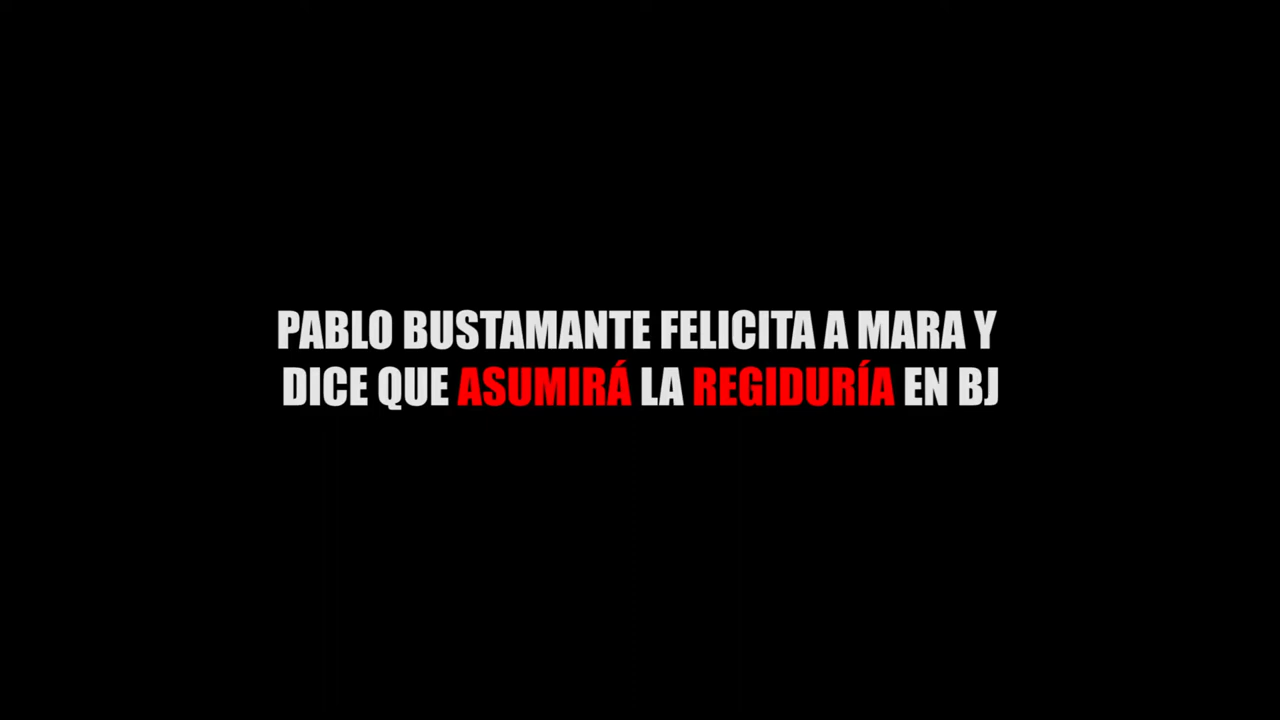 PABLO BUSTAMANTE FELICITA A MARA Y
DICE QUE ASUMIRÁ LA REGIDURÍA EN BJ